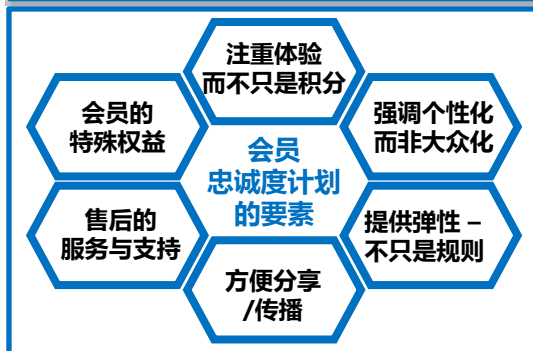 注重体验
而不只是积分
会员的
特殊权益
强调个性化
而非大众化
会员
忠诚度计划
的要素
售后的
服务与支持
提供弹性 –
不只是规则
方便分享
/传播